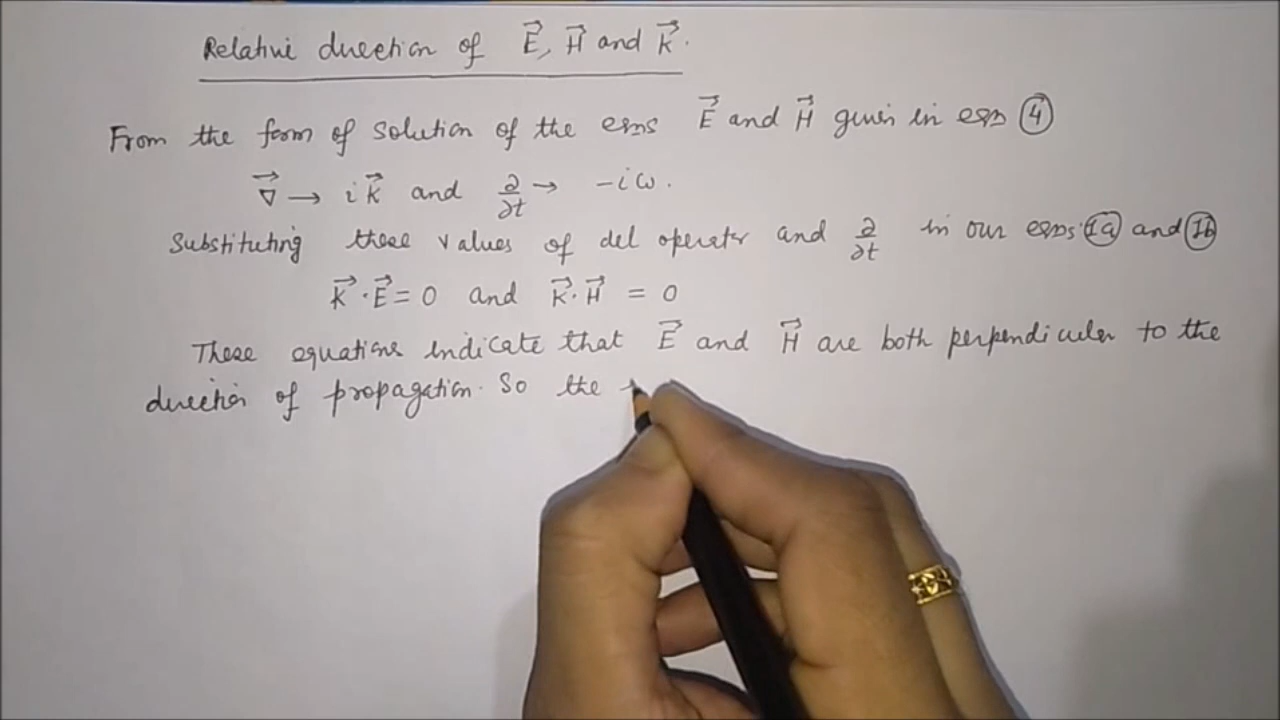 Relative direction of E⃗, H⃗ and K⃗.
From the form of solution of the eqns E⃗ and H⃗ given in eqn ④
∇⃗ → i K⃗ and ∂/∂t → -iω.
Substituting these values of del operator and ∂/∂t in our eqns. (1a) and (1b)
K⃗ · E⃗ = 0 and K⃗ · H⃗ = 0
These equations indicate that E⃗ and H⃗ are both perpendicular to the
direction of propagation. So the